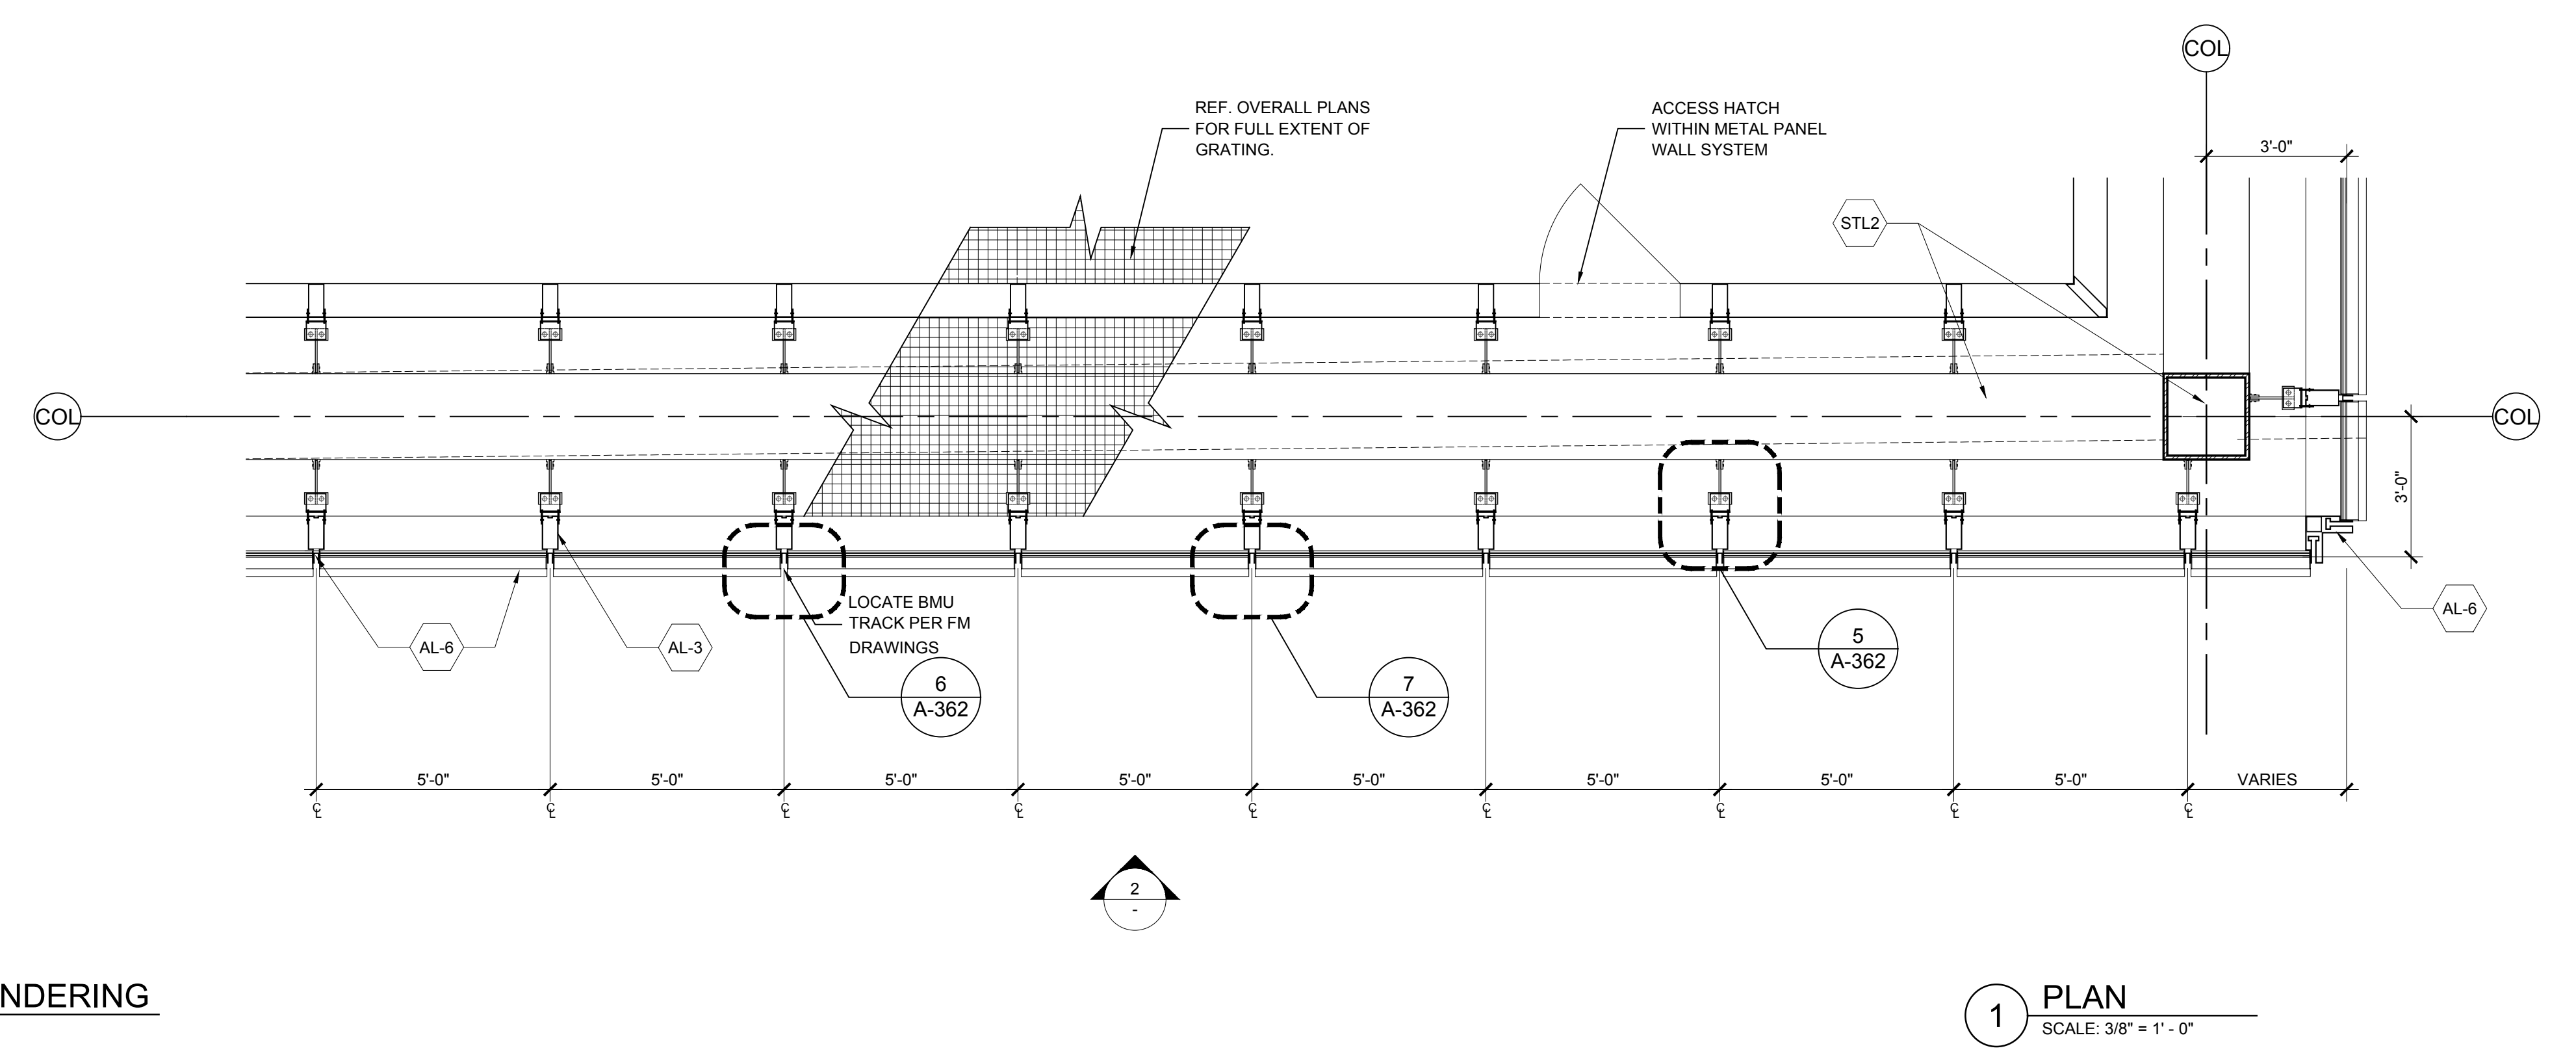 COL
REF. OVERALL PLANS
FOR FULL EXTENT OF
GRATING.
ACCESS HATCH
WITHIN METAL PANEL
WALL SYSTEM
3'-0"
STL2
COL
COL
3'-0"
LOCATE BMU
TRACK PER FM
DRAWINGS
AL-6
AL-3
AL-6
5
A-362
6
A-362
7
A-362
5'-0"
5'-0"
5'-0"
5'-0"
5'-0"
5'-0"
5'-0"
5'-0"
VARIES
℄
℄
℄
℄
℄
℄
℄
℄
℄
2
-
NDERING
1
PLAN
SCALE: 3/8" = 1' - 0"